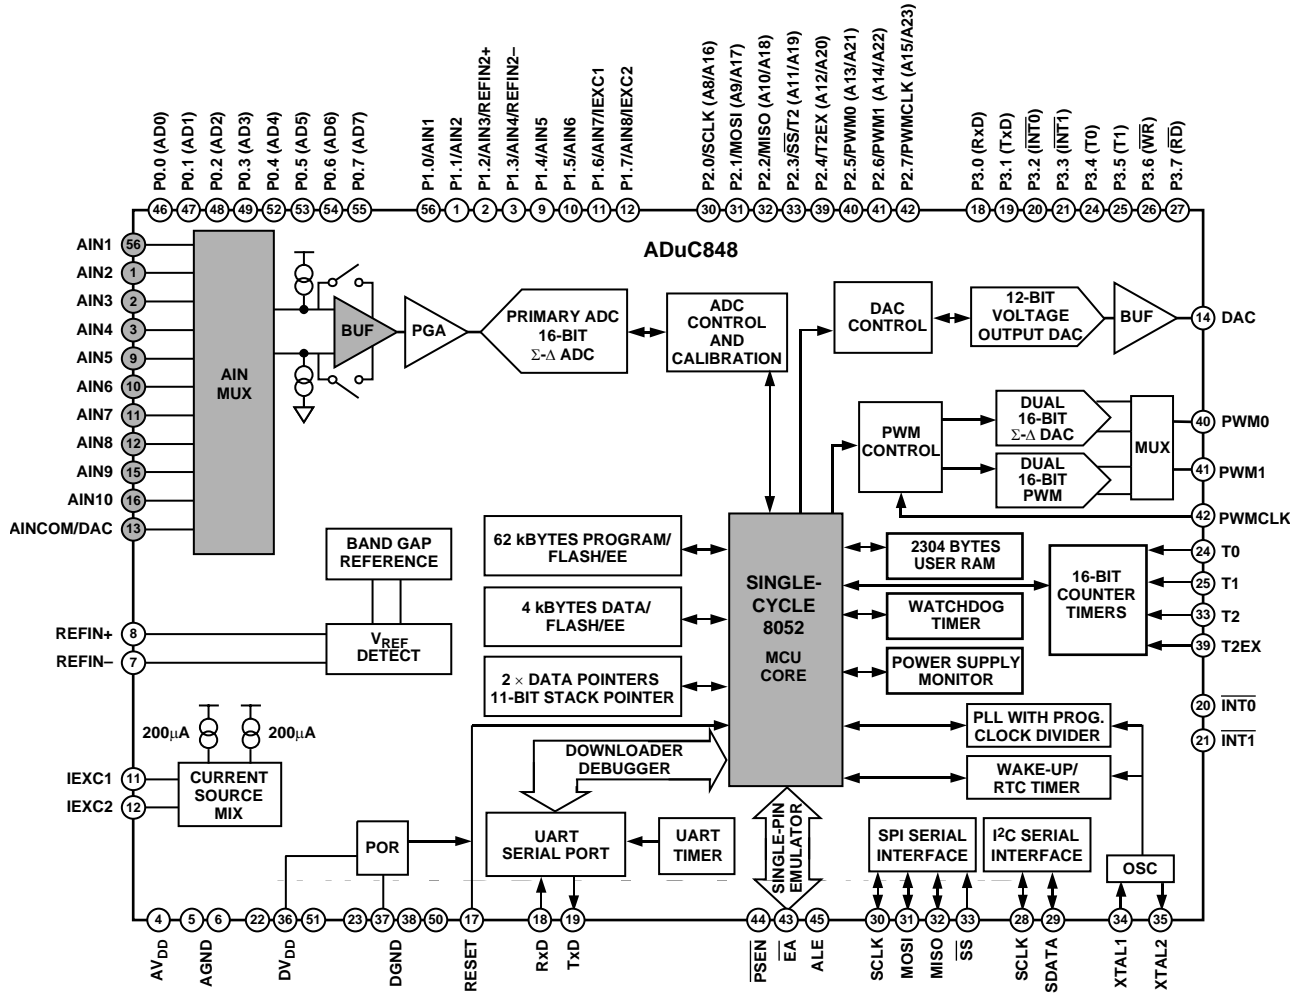 P0.0 (AD0)
P0.1 (AD1)
P0.2 (AD2)
P0.3 (AD3)
P0.4 (AD4)
P0.5 (AD5)
P0.6 (AD6)
P0.7 (AD7)
P1.0/AIN1
P1.1/AIN2
P1.2/AIN3/REFIN2+
P1.3/AIN4/REFIN2–
P1.4/AIN5
P1.5/AIN6
P1.6/AIN7/IEXC1
P1.7/AIN8/IEXC2
P2.0/SCLK (A8/A16)
P2.1/MOSI (A9/A17)
P2.2/MISO (A10/A18)
P2.3/SS/T2 (A11/A19)
P2.4/T2EX (A12/A20)
P2.5/PWM0 (A13/A21)
P2.6/PWM1 (A14/A22)
P2.7/PWMCLK (A15/A23)
P3.0 (RxD)
P3.1 (TxD)
P3.2 (INT0)
P3.3 (INT1)
P3.4 (T0)
P3.5 (T1)
P3.6 (WR)
P3.7 (RD)
46 47 48 49 52 53 54 55
56 1 2 3 9 10 11 12
30 31 32 33 39 40 41 42
18 19 20 21 24 25 26 27
ADuC848
AIN1 56
AIN2 1
AIN3 2
AIN4 3
AIN5 9
AIN6 10
AIN7 11
AIN8 12
AIN9 15
AIN10 16
AINCOM/DAC 13
AIN
MUX
BUF
PGA
PRIMARY ADC
16-BIT
Σ-Δ ADC
ADC
CONTROL
AND
CALIBRATION
DAC
CONTROL
12-BIT
VOLTAGE
OUTPUT DAC
BUF
14 DAC
PWM
CONTROL
DUAL
16-BIT
Σ-Δ DAC
DUAL
16-BIT
PWM
MUX
40 PWM0
41 PWM1
42 PWMCLK
BAND GAP
REFERENCE
VREF
DETECT
REFIN+ 8
REFIN– 7
62 kBYTES PROGRAM/
FLASH/EE
4 kBYTES DATA/
FLASH/EE
2 × DATA POINTERS
11-BIT STACK POINTER
SINGLE-
CYCLE
8052
MCU
CORE
2304 BYTES
USER RAM
WATCHDOG
TIMER
POWER SUPPLY
MONITOR
16-BIT
COUNTER
TIMERS
24 T0
25 T1
33 T2
39 T2EX
20 INT0
21 INT1
PLL WITH PROG.
CLOCK DIVIDER
WAKE-UP/
RTC TIMER
200μA
200μA
IEXC1 11
IEXC2 12
CURRENT
SOURCE
MIX
DOWNLOADER
DEBUGGER
POR
UART
SERIAL PORT
UART
TIMER
SINGLE-PIN
EMULATOR
SPI SERIAL
INTERFACE
I2C SERIAL
INTERFACE
OSC
4 5 6 22 36 51 23 37 38 50 17 18 19 44 43 45 30 31 32 33 28 29 34 35
AVDD
AGND
DVDD
DGND
RESET
RxD
TxD
PSEN
EA
ALE
SCLK
MOSI
MISO
SS
SCLK
SDATA
XTAL1
XTAL2